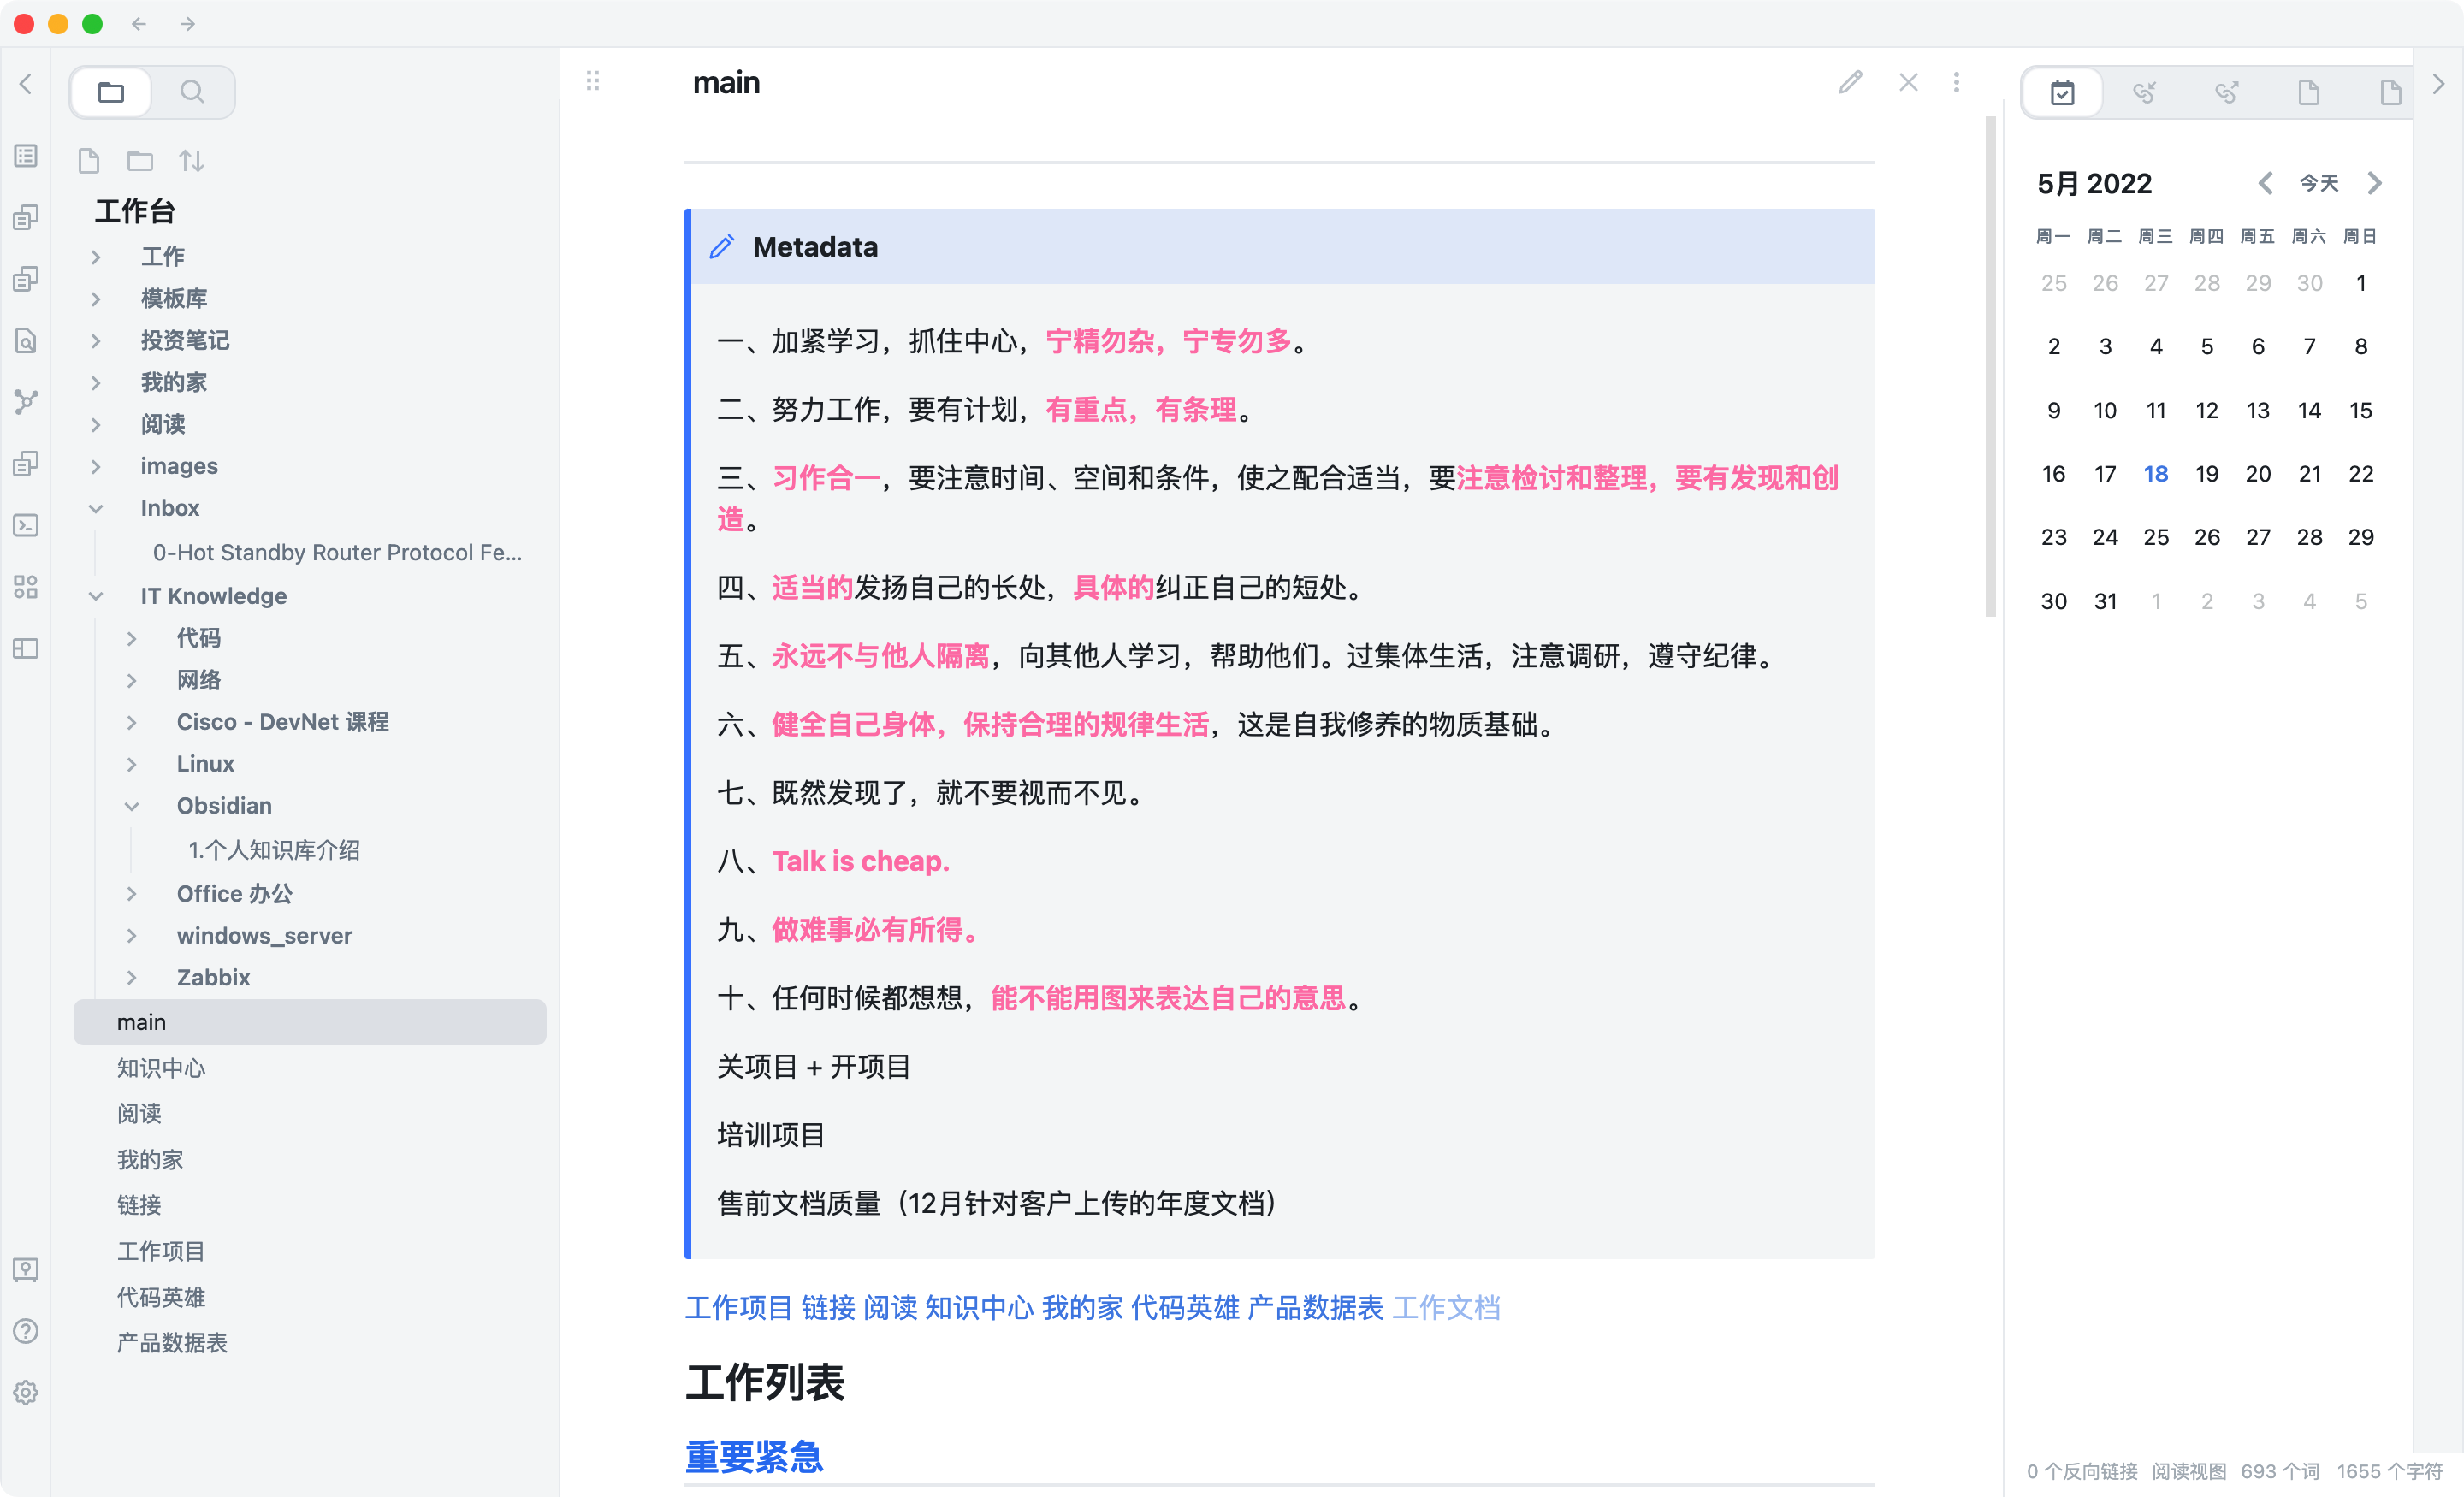 工作台
工作
模板库
投资笔记
我的家
阅读
images
Inbox
0-Hot Standby Router Protocol Fe...
IT Knowledge
代码
网络
Cisco - DevNet 课程
Linux
Obsidian
1.个人知识库介绍
Office 办公
windows_server
Zabbix
main
知识中心
阅读
我的家
链接
工作项目
代码英雄
产品数据表
main
Metadata
一、加紧学习，抓住中心，宁精勿杂，宁专勿多。
二、努力工作，要有计划，有重点，有条理。
三、习作合一，要注意时间、空间和条件，使之配合适当，要注意检讨和整理，要有发现和创
造。
四、适当的发扬自己的长处，具体的纠正自己的短处。
五、永远不与他人隔离，向其他人学习，帮助他们。过集体生活，注意调研，遵守纪律。
六、健全自己身体，保持合理的规律生活，这是自我修养的物质基础。
七、既然发现了，就不要视而不见。
八、Talk is cheap.
九、做难事必有所得。
十、任何时候都想想，能不能用图来表达自己的意思。
关项目 + 开项目
培训项目
售前文档质量（12月针对客户上传的年度文档）
工作项目 链接 阅读 知识中心 我的家 代码英雄 产品数据表 工作文档
工作列表
重要紧急
5月 2022 今天
周一 周二 周三 周四 周五 周六 周日
25 26 27 28 29 30 1
2 3 4 5 6 7 8
9 10 11 12 13 14 15
16 17 18 19 20 21 22
23 24 25 26 27 28 29
30 31 1 2 3 4 5
0 个反向链接 阅读视图 693 个词 1655 个字符